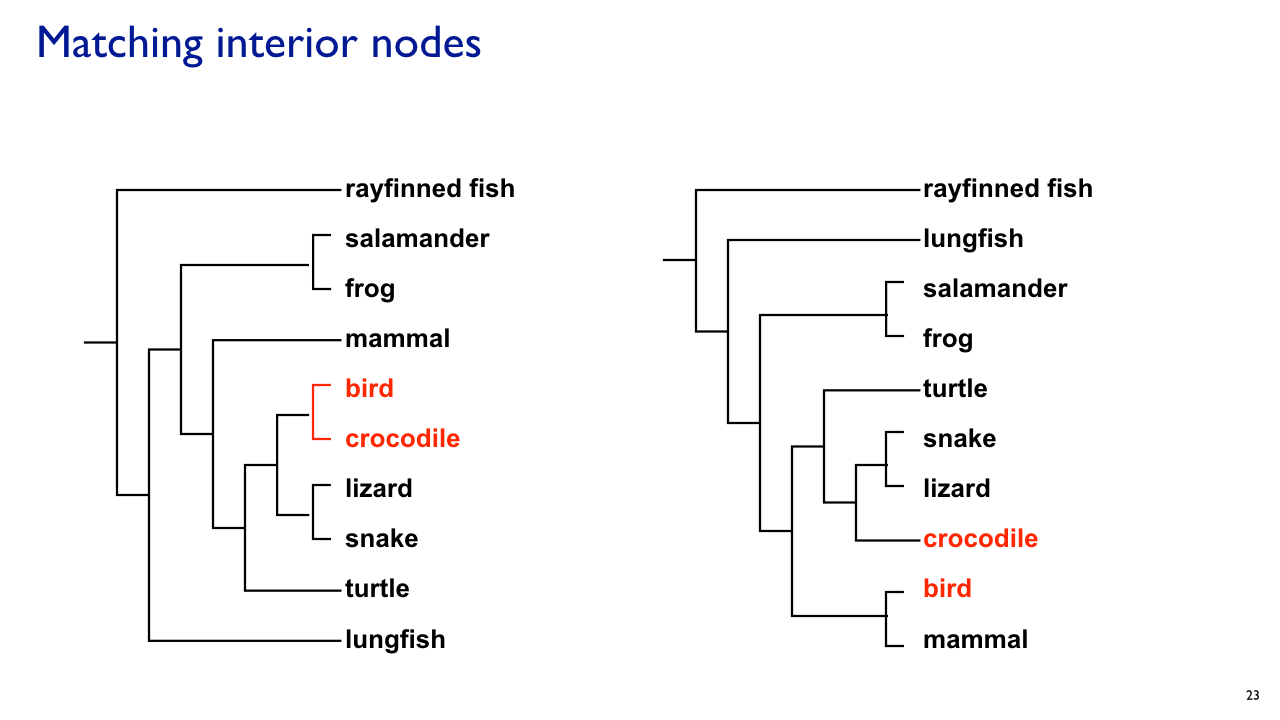 Matching interior nodes
rayfinned fish
salamander
frog
mammal
bird
crocodile
lizard
snake
turtle
lungfish
rayfinned fish
lungfish
salamander
frog
turtle
snake
lizard
crocodile
bird
mammal
23